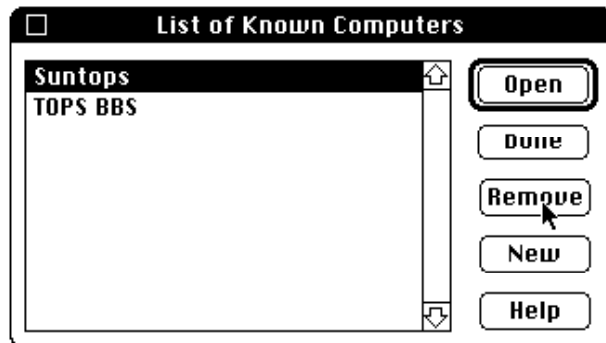 List of Known Computers
Suntops
TOPS BBS
Open
Done
Remove
New
Help